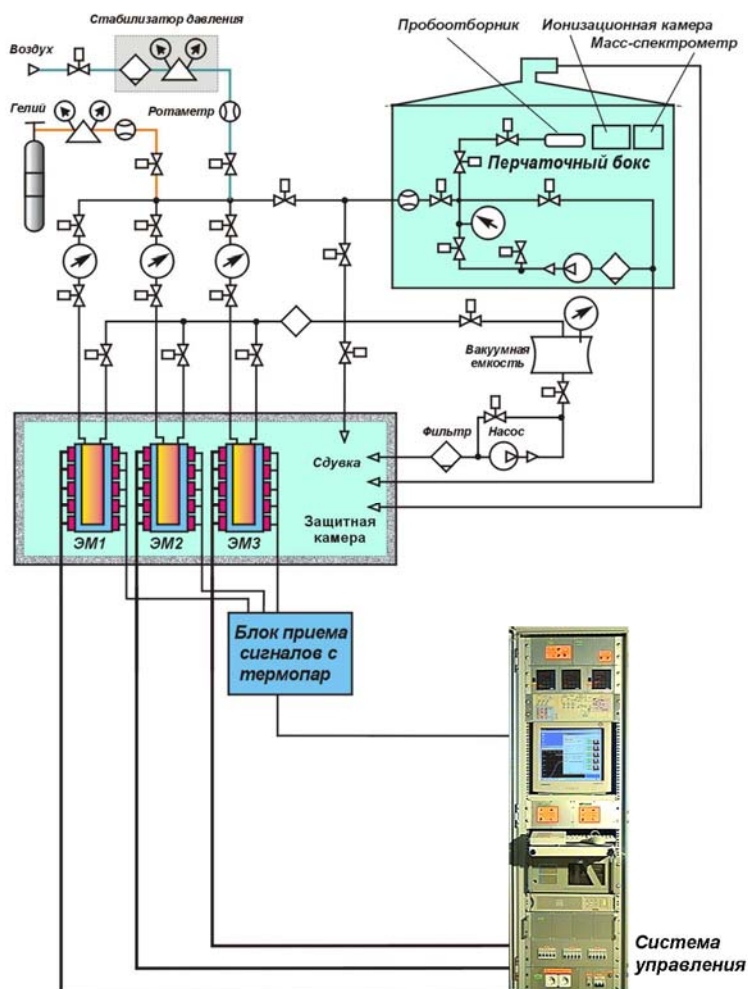 Стабилизатор давления
Воздух
Гелий
Ротаметр
Пробоотборник
Ионизационная камера
Масс-спектрометр
Перчаточный бокс
Вакуумная
емкость
Фильтр
Насос
Сдувка
Защитная
камера
ЭМ1
ЭМ2
ЭМ3
Блок приема
сигналов с
термопар
Система
управления